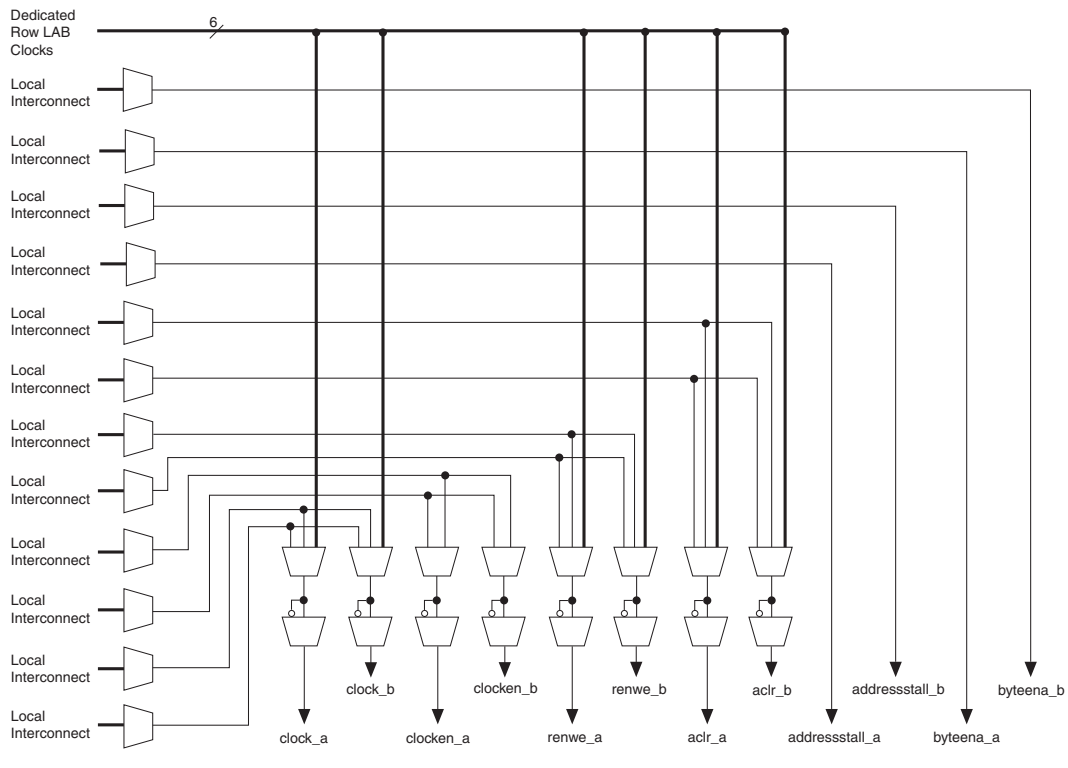 Dedicated
Row LAB
Clocks
6
Local
Interconnect
Local
Interconnect
Local
Interconnect
Local
Interconnect
Local
Interconnect
Local
Interconnect
Local
Interconnect
Local
Interconnect
Local
Interconnect
Local
Interconnect
Local
Interconnect
Local
Interconnect
clock_b
clocken_b
renwe_b
aclr_b
addressstall_b
byteena_b
clock_a
clocken_a
renwe_a
aclr_a
addressstall_a
byteena_a